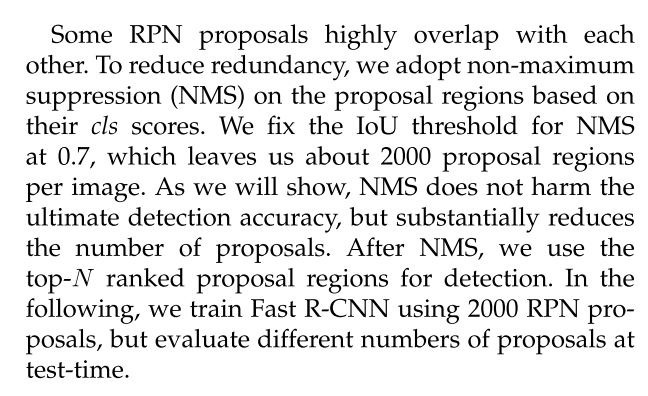 Some RPN proposals highly overlap with each
other. To reduce redundancy, we adopt non-maximum
suppression (NMS) on the proposal regions based on
their cls scores. We fix the IoU threshold for NMS
at 0.7, which leaves us about 2000 proposal regions
per image. As we will show, NMS does not harm the
ultimate detection accuracy, but substantially reduces
the number of proposals. After NMS, we use the
top-N ranked proposal regions for detection. In the
following, we train Fast R-CNN using 2000 RPN pro-
posals, but evaluate different numbers of proposals at
test-time.